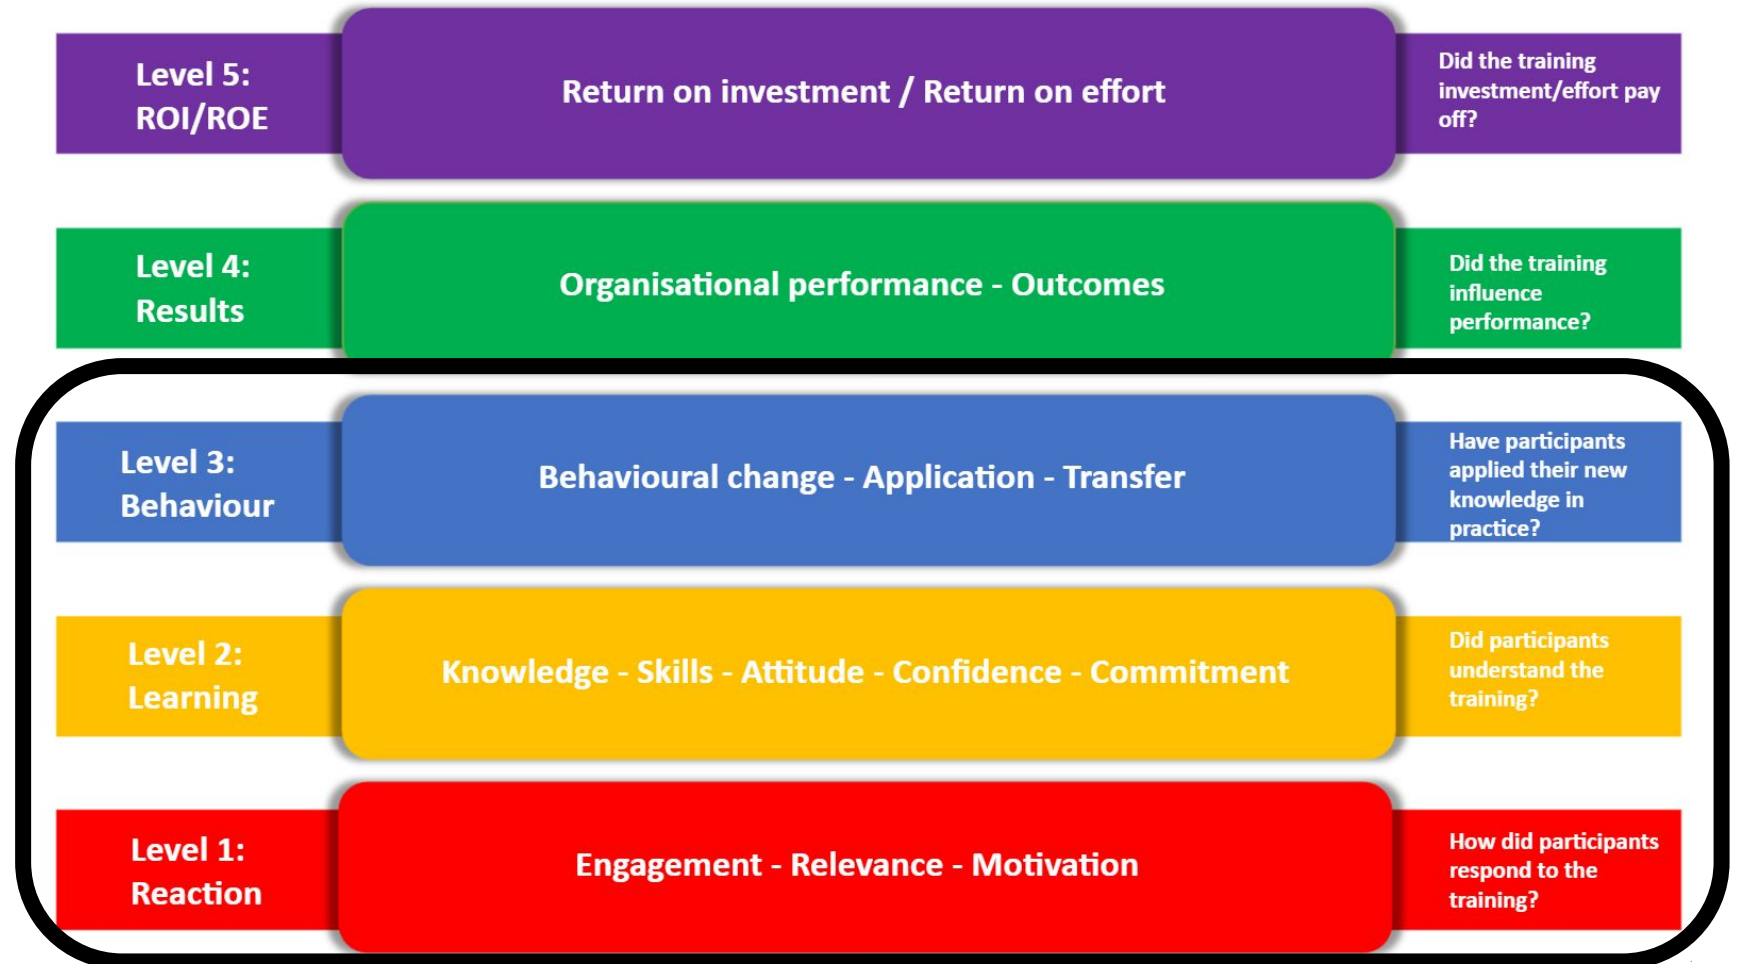 Level 5:
ROI/ROE
Return on investment / Return on effort
Did the training
investment/effort pay
off?
Level 4:
Results
Organisational performance - Outcomes
Did the training
influence
performance?
Level 3:
Behaviour
Behavioural change - Application - Transfer
Have participants
applied their new
knowledge in
practice?
Level 2:
Learning
Knowledge - Skills - Attitude - Confidence - Commitment
Did participants
understand the
training?
Level 1:
Reaction
Engagement - Relevance - Motivation
How did participants
respond to the
training?